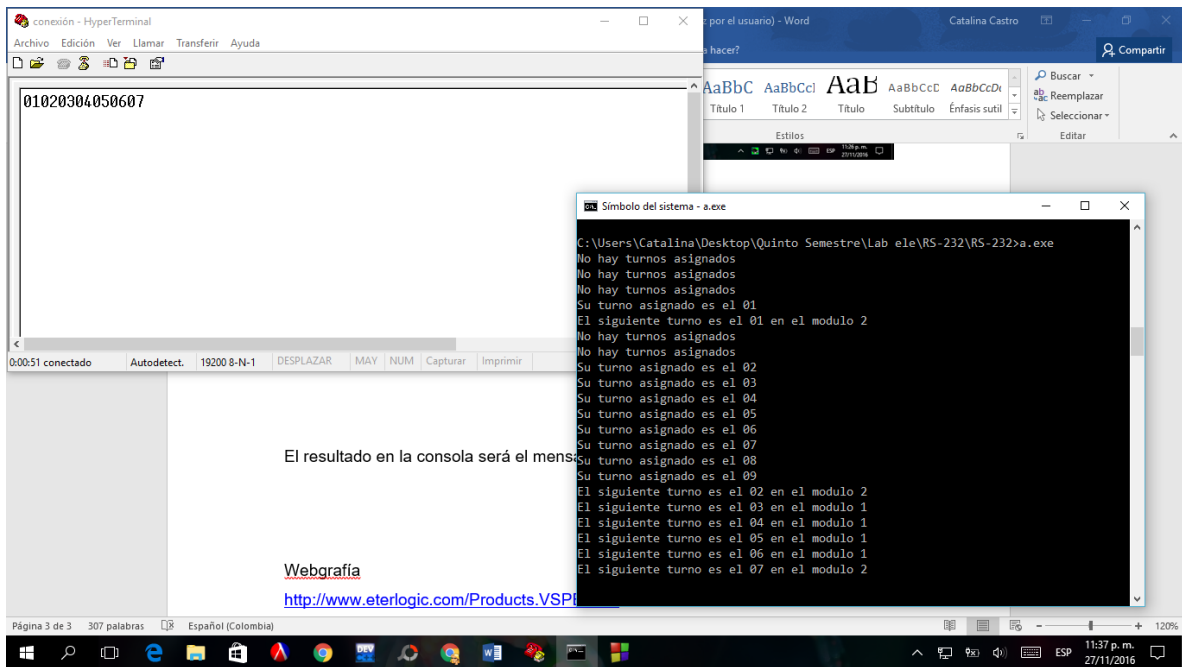 conexión - HyperTerminal
Archivo Edición Ver Llamar Transferir Ayuda
01020304050607
0:00:51 conectado Autodetect. 19200 8-N-1 DESPLAZAR MAY NUM Capturar Imprimir
z por el usuario) - Word Catalina Castro
a hacer? Compartir
AaBbC AaBbCcl AaB AaBbCcC AaBbCcDc
Título 1 Título 2 Título Subtítulo Énfasis sutil
Estilos
Buscar
Reemplazar
Seleccionar
Editar
ESP 11:26 p. m.
27/11/2016
Símbolo del sistema - a.exe
C:\Users\Catalina\Desktop\Quinto Semestre\Lab ele\RS-232\RS-232>a.exe
No hay turnos asignados
No hay turnos asignados
No hay turnos asignados
Su turno asignado es el 01
El siguiente turno es el 01 en el modulo 2
No hay turnos asignados
No hay turnos asignados
Su turno asignado es el 02
Su turno asignado es el 03
Su turno asignado es el 04
Su turno asignado es el 05
Su turno asignado es el 06
Su turno asignado es el 07
Su turno asignado es el 08
Su turno asignado es el 09
El siguiente turno es el 02 en el modulo 2
El siguiente turno es el 03 en el modulo 1
El siguiente turno es el 04 en el modulo 1
El siguiente turno es el 05 en el modulo 1
El siguiente turno es el 06 en el modulo 1
El siguiente turno es el 07 en el modulo 2
El resultado en la consola será el mens
Webgrafía
http://www.eterlogic.com/Products.VSP
Página 3 de 3 307 palabras Español (Colombia) 120%
DEV
ESP 11:37 p. m.
27/11/2016